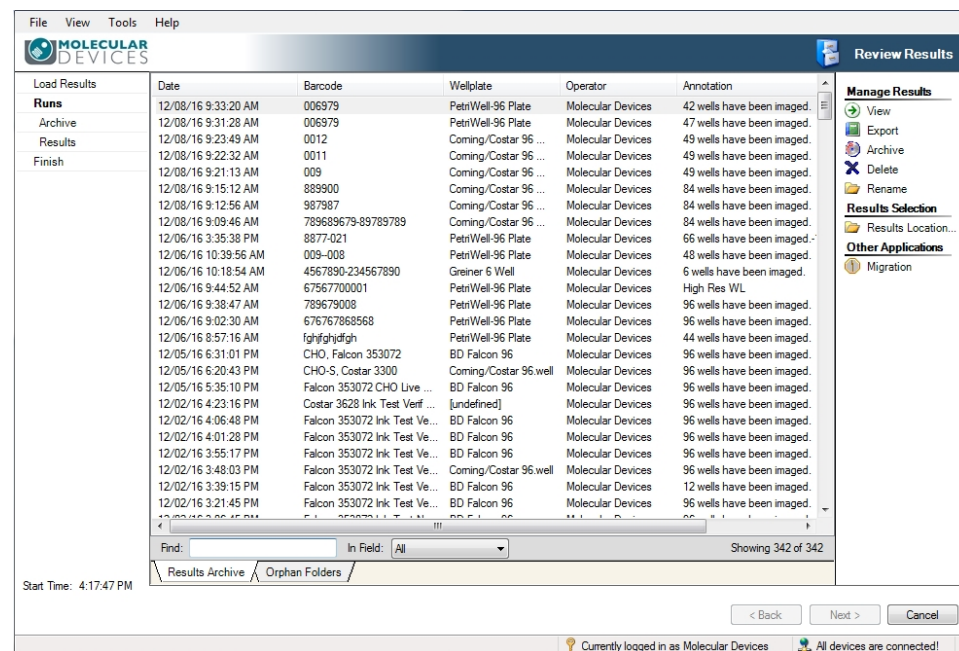 File View Tools Help
MOLECULAR
DEVICES
Review Results
Load Results
Runs
Archive
Results
Finish
Date Barcode Wellplate Operator Annotation
12/08/16 9:33:20 AM 006979 PetriWell-96 Plate Molecular Devices 42 wells have been imaged.
12/08/16 9:31:28 AM 006979 PetriWell-96 Plate Molecular Devices 47 wells have been imaged.
12/08/16 9:23:49 AM 0012 Corning/Costar 96 ... Molecular Devices 49 wells have been imaged.
12/08/16 9:22:32 AM 0011 Corning/Costar 96 ... Molecular Devices 49 wells have been imaged.
12/08/16 9:21:13 AM 009 Corning/Costar 96 ... Molecular Devices 49 wells have been imaged.
12/08/16 9:15:12 AM 889900 Corning/Costar 96 ... Molecular Devices 84 wells have been imaged.
12/08/16 9:12:56 AM 987987 Corning/Costar 96 ... Molecular Devices 84 wells have been imaged.
12/08/16 9:09:46 AM 789689679-89789789 Corning/Costar 96 ... Molecular Devices 84 wells have been imaged.
12/06/16 3:35:38 PM 8877-021 PetriWell-96 Plate Molecular Devices 66 wells have been imaged.-
12/06/16 10:39:56 AM 009--008 PetriWell-96 Plate Molecular Devices 48 wells have been imaged.
12/06/16 10:18:54 AM 4567890-234567890 Greiner 6 Well Molecular Devices 6 wells have been imaged.
12/06/16 9:44:52 AM 67567700001 PetriWell-96 Plate Molecular Devices High Res WL
12/06/16 9:38:47 AM 789679008 PetriWell-96 Plate Molecular Devices 96 wells have been imaged.
12/06/16 9:02:30 AM 676767868568 PetriWell-96 Plate Molecular Devices 96 wells have been imaged.
12/06/16 8:57:16 AM fghjfghjdfgh PetriWell-96 Plate Molecular Devices 44 wells have been imaged.
12/05/16 6:31:01 PM CHO, Falcon 353072 BD Falcon 96 Molecular Devices 96 wells have been imaged.
12/05/16 6:20:43 PM CHO-S, Costar 3300 Corning/Costar 96.well Molecular Devices 96 wells have been imaged.
12/05/16 5:35:10 PM Falcon 353072 CHO Live ... BD Falcon 96 Molecular Devices 96 wells have been imaged.
12/02/16 4:23:16 PM Costar 3628 Ink Test Verif ... [undefined] Molecular Devices 96 wells have been imaged.
12/02/16 4:06:48 PM Falcon 353072 Ink Test Ve... BD Falcon 96 Molecular Devices 96 wells have been imaged.
12/02/16 4:01:28 PM Falcon 353072 Ink Test Ve... BD Falcon 96 Molecular Devices 96 wells have been imaged.
12/02/16 3:55:17 PM Falcon 353072 Ink Test Ve... BD Falcon 96 Molecular Devices 96 wells have been imaged.
12/02/16 3:48:03 PM Falcon 353072 Ink Test Ve... Corning/Costar 96.well Molecular Devices 96 wells have been imaged.
12/02/16 3:39:15 PM Falcon 353072 Ink Test Ve... BD Falcon 96 Molecular Devices 12 wells have been imaged.
12/02/16 3:21:45 PM Falcon 353072 Ink Test Ve... BD Falcon 96 Molecular Devices 96 wells have been imaged.
Find: In Field: All Showing 342 of 342
Results Archive Orphan Folders
Manage Results
View
Export
Archive
Delete
Rename
Results Selection
Results Location...
Other Applications
Migration
Start Time: 4:17:47 PM
< Back Next > Cancel
Currently logged in as Molecular Devices All devices are connected!